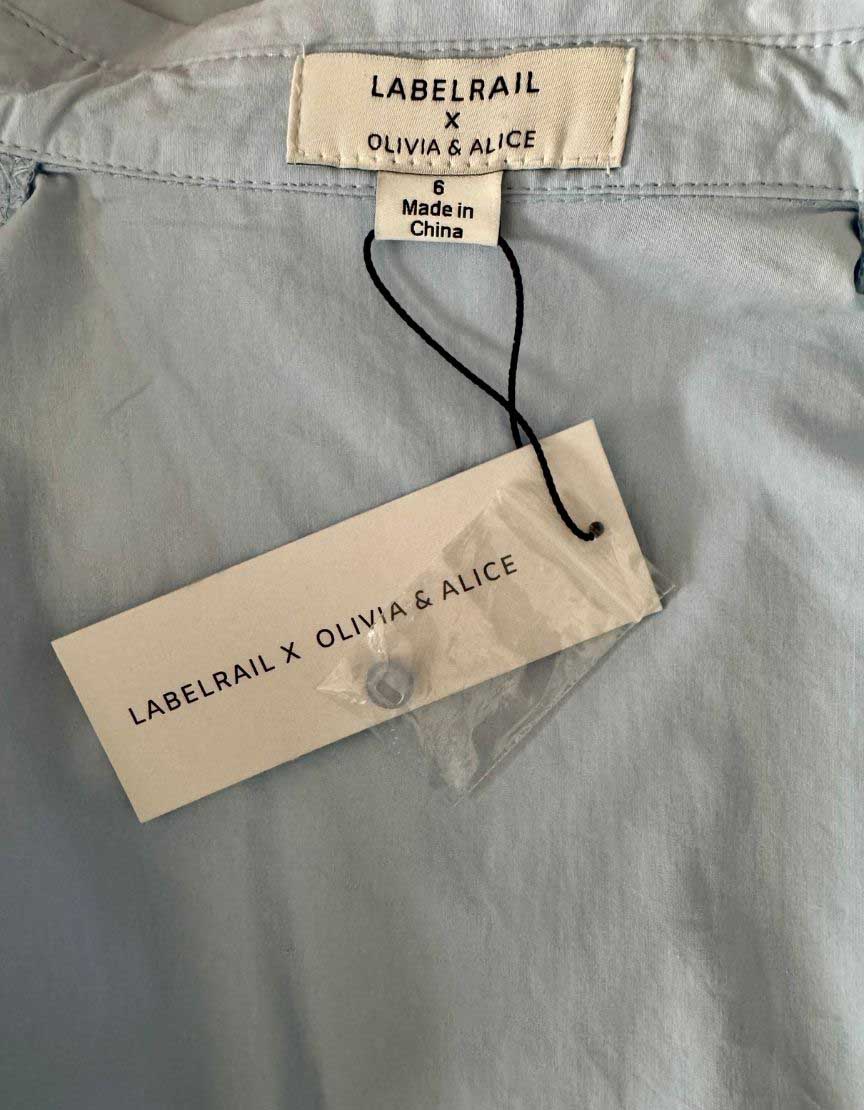 LABELRAIL
X
OLIVIA & ALICE
6
Made in
China
LABELRAIL X OLIVIA & ALICE